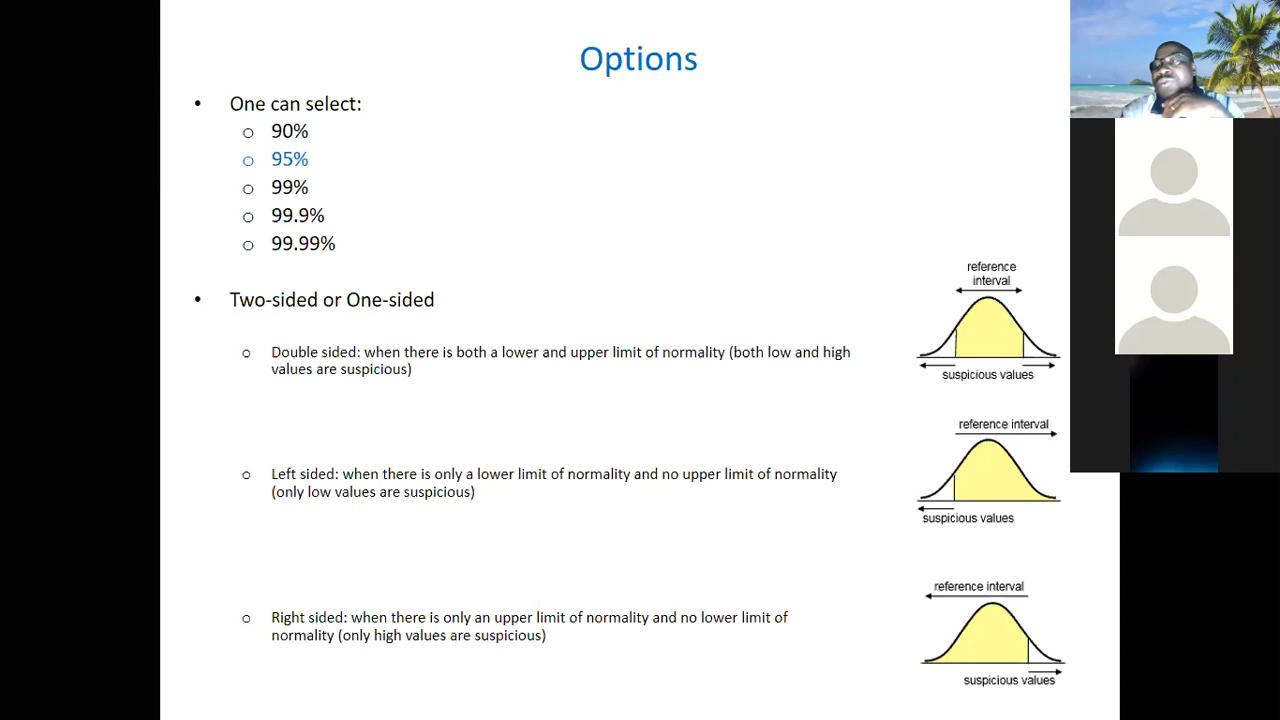 Options
• One can select:
o 90%
o 95%
o 99%
o 99.9%
o 99.99%
• Two-sided or One-sided
o Double sided: when there is both a lower and upper limit of normality (both low and high
values are suspicious)
reference
interval
suspicious values
o Left sided: when there is only a lower limit of normality and no upper limit of normality
(only low values are suspicious)
reference interval
suspicious values
o Right sided: when there is only an upper limit of normality and no lower limit of
normality (only high values are suspicious)
reference interval
suspicious values